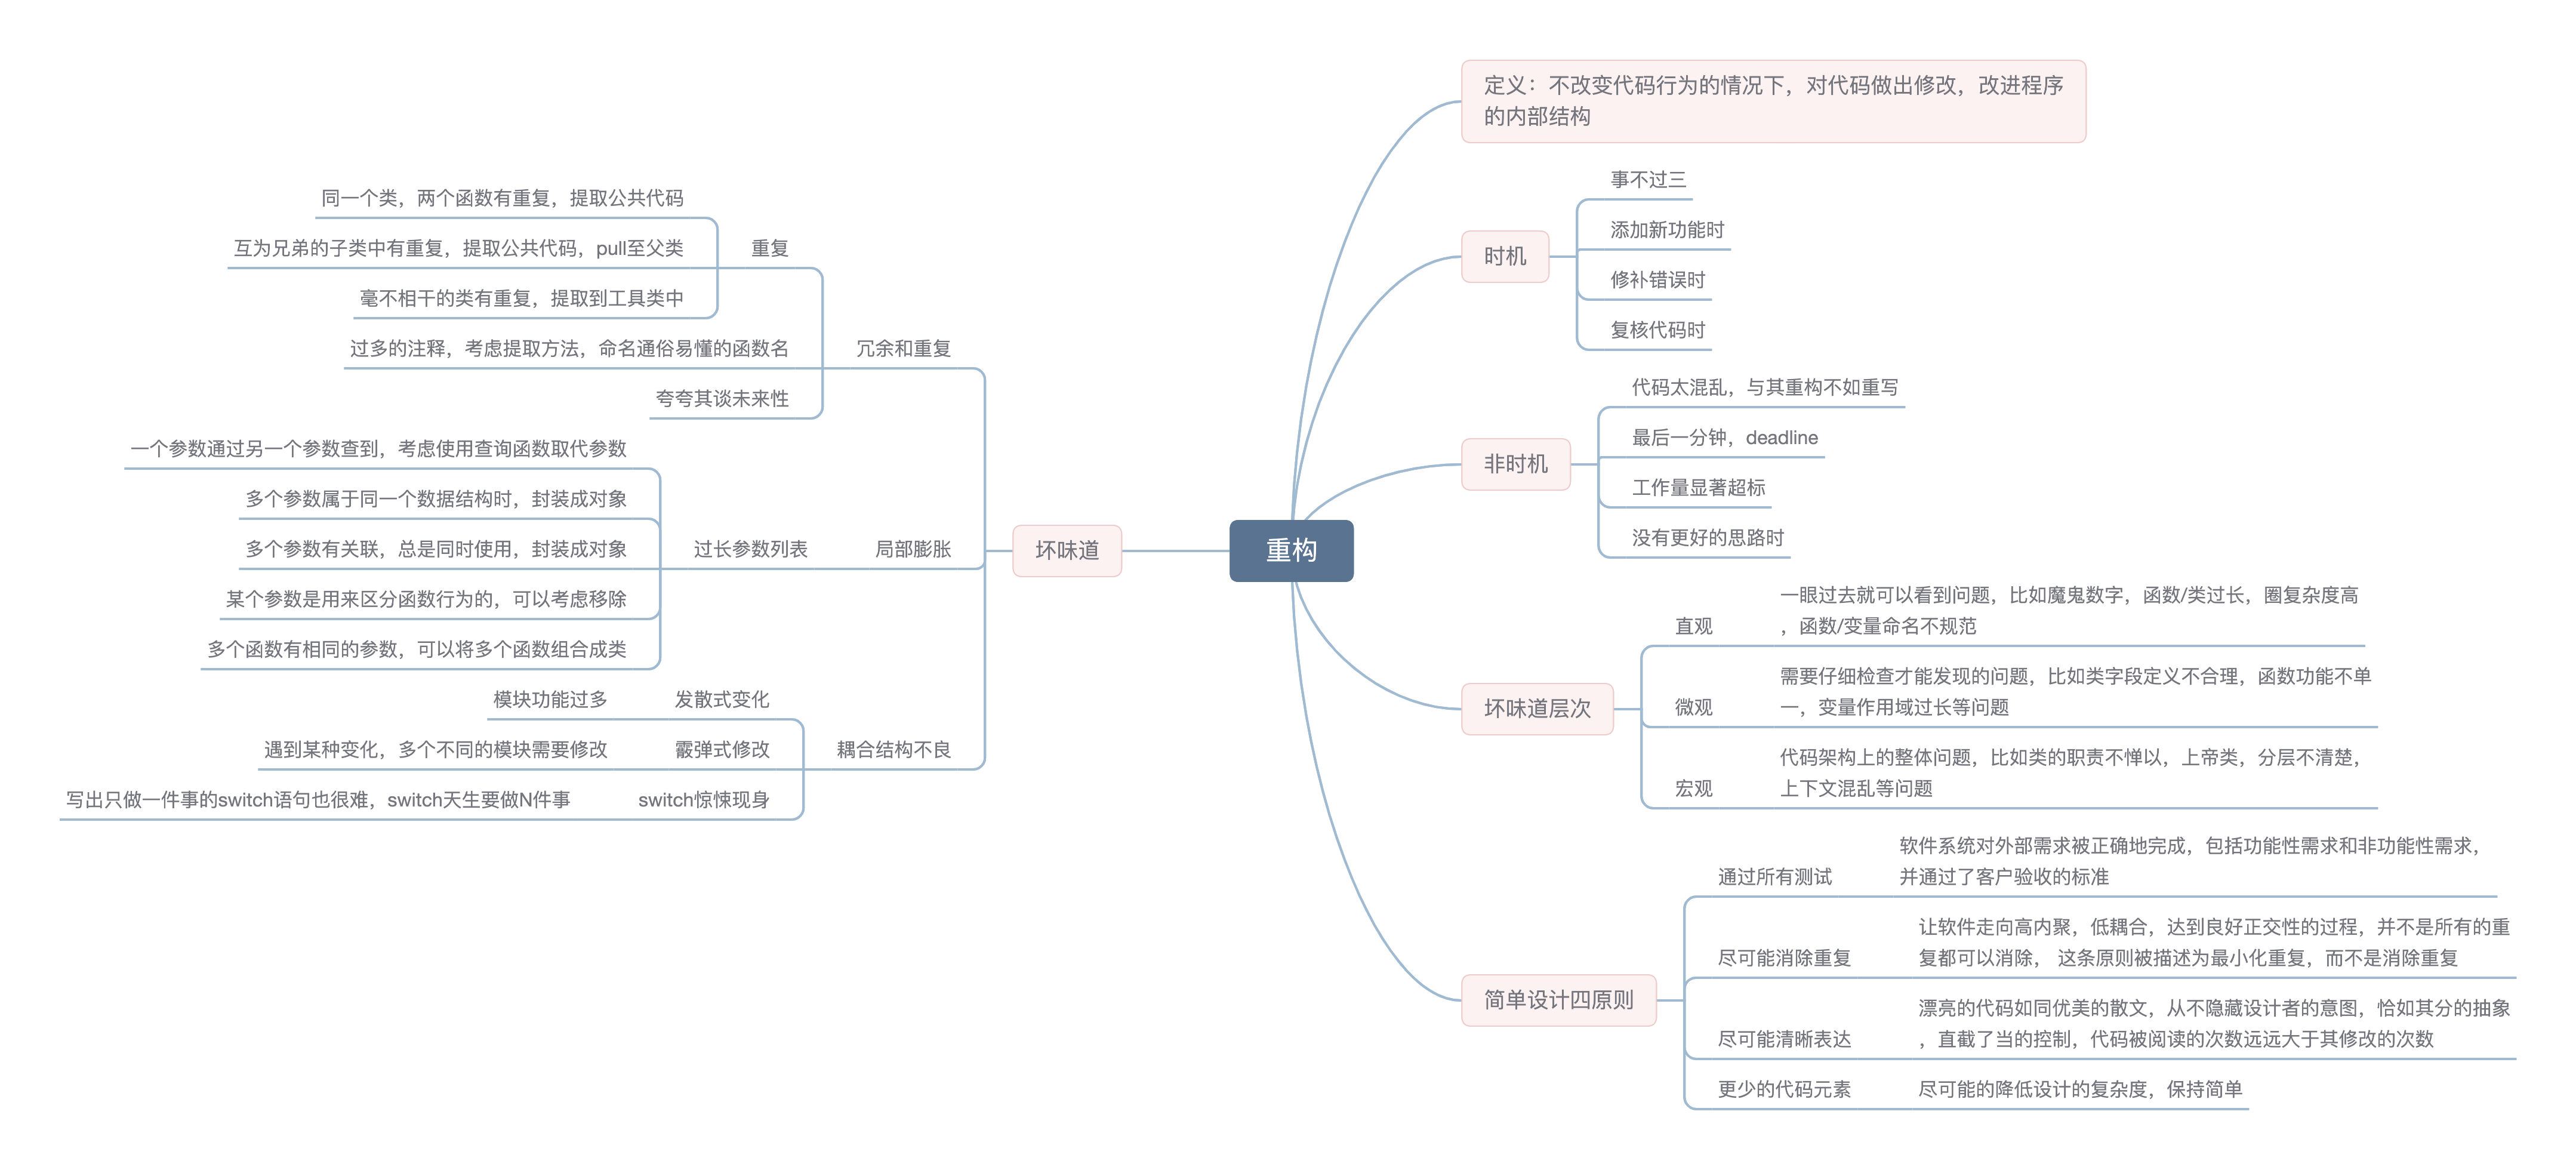 重构
定义：不改变代码行为的情况下，对代码做出修改，改进程序
的内部结构
时机
事不过三
添加新功能时
修补错误时
复核代码时
非时机
代码太混乱，与其重构不如重写
最后一分钟，deadline
工作量显著超标
没有更好的思路时
坏味道层次
直观
一眼过去就可以看到问题，比如魔鬼数字，函数/类过长，圈复杂度高
，函数/变量命名不规范
微观
需要仔细检查才能发现的问题，比如类字段定义不合理，函数功能不单
一，变量作用域过长等问题
宏观
代码架构上的整体问题，比如类的职责不惮以，上帝类，分层不清楚，
上下文混乱等问题
简单设计四原则
通过所有测试
软件系统对外部需求被正确地完成，包括功能性需求和非功能性需求，
并通过了客户验收的标准
尽可能消除重复
让软件走向高内聚，低耦合，达到良好正交性的过程，并不是所有的重
复都可以消除， 这条原则被描述为最小化重复，而不是消除重复
尽可能清晰表达
漂亮的代码如同优美的散文，从不隐藏设计者的意图，恰如其分的抽象
，直截了当的控制，代码被阅读的次数远远大于其修改的次数
更少的代码元素
尽可能的降低设计的复杂度，保持简单
坏味道
冗余和重复
重复
同一个类，两个函数有重复，提取公共代码
互为兄弟的子类中有重复，提取公共代码，pull至父类
毫不相干的类有重复，提取到工具类中
过多的注释，考虑提取方法，命名通俗易懂的函数名
夸夸其谈未来性
局部膨胀
过长参数列表
一个参数通过另一个参数查到，考虑使用查询函数取代参数
多个参数属于同一个数据结构时，封装成对象
多个参数有关联，总是同时使用，封装成对象
某个参数是用来区分函数行为的，可以考虑移除
多个函数有相同的参数，可以将多个函数组合成类
耦合结构不良
发散式变化
模块功能过多
霰弹式修改
遇到某种变化，多个不同的模块需要修改
switch惊悚现身
写出只做一件事的switch语句也很难，switch天生要做N件事